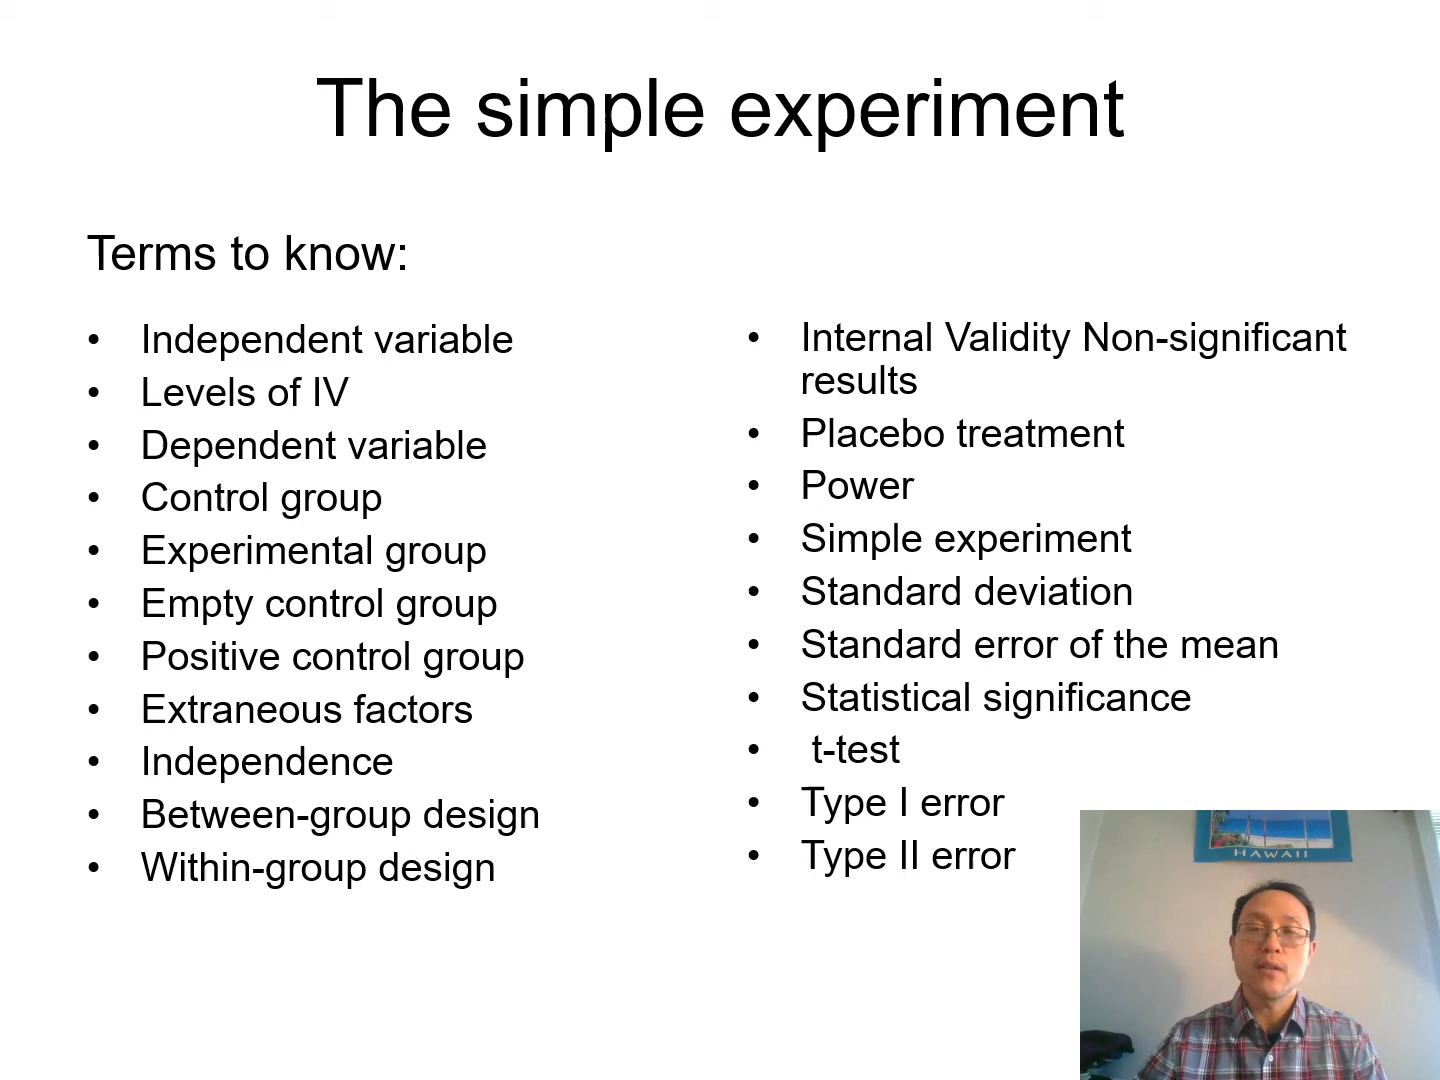 The simple experiment
Terms to know:
• Independent variable
• Levels of IV
• Dependent variable
• Control group
• Experimental group
• Empty control group
• Positive control group
• Extraneous factors
• Independence
• Between-group design
• Within-group design
• Internal Validity Non-significant
results
• Placebo treatment
• Power
• Simple experiment
• Standard deviation
• Standard error of the mean
• Statistical significance
• t-test
• Type I error
• Type II error
HAWAII